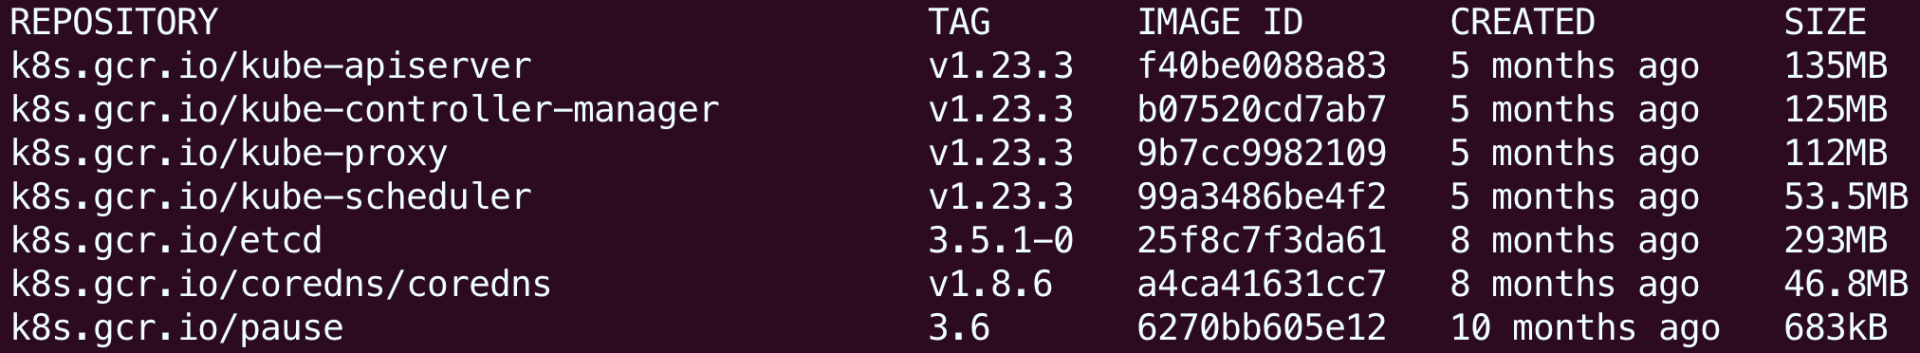 REPOSITORY TAG IMAGE ID CREATED SIZE
k8s.gcr.io/kube-apiserver v1.23.3 f40be0088a83 5 months ago 135MB
k8s.gcr.io/kube-controller-manager v1.23.3 b07520cd7ab7 5 months ago 125MB
k8s.gcr.io/kube-proxy v1.23.3 9b7cc9982109 5 months ago 112MB
k8s.gcr.io/kube-scheduler v1.23.3 99a3486be4f2 5 months ago 53.5MB
k8s.gcr.io/etcd 3.5.1-0 25f8c7f3da61 8 months ago 293MB
k8s.gcr.io/coredns/coredns v1.8.6 a4ca41631cc7 8 months ago 46.8MB
k8s.gcr.io/pause 3.6 6270bb605e12 10 months ago 683kB